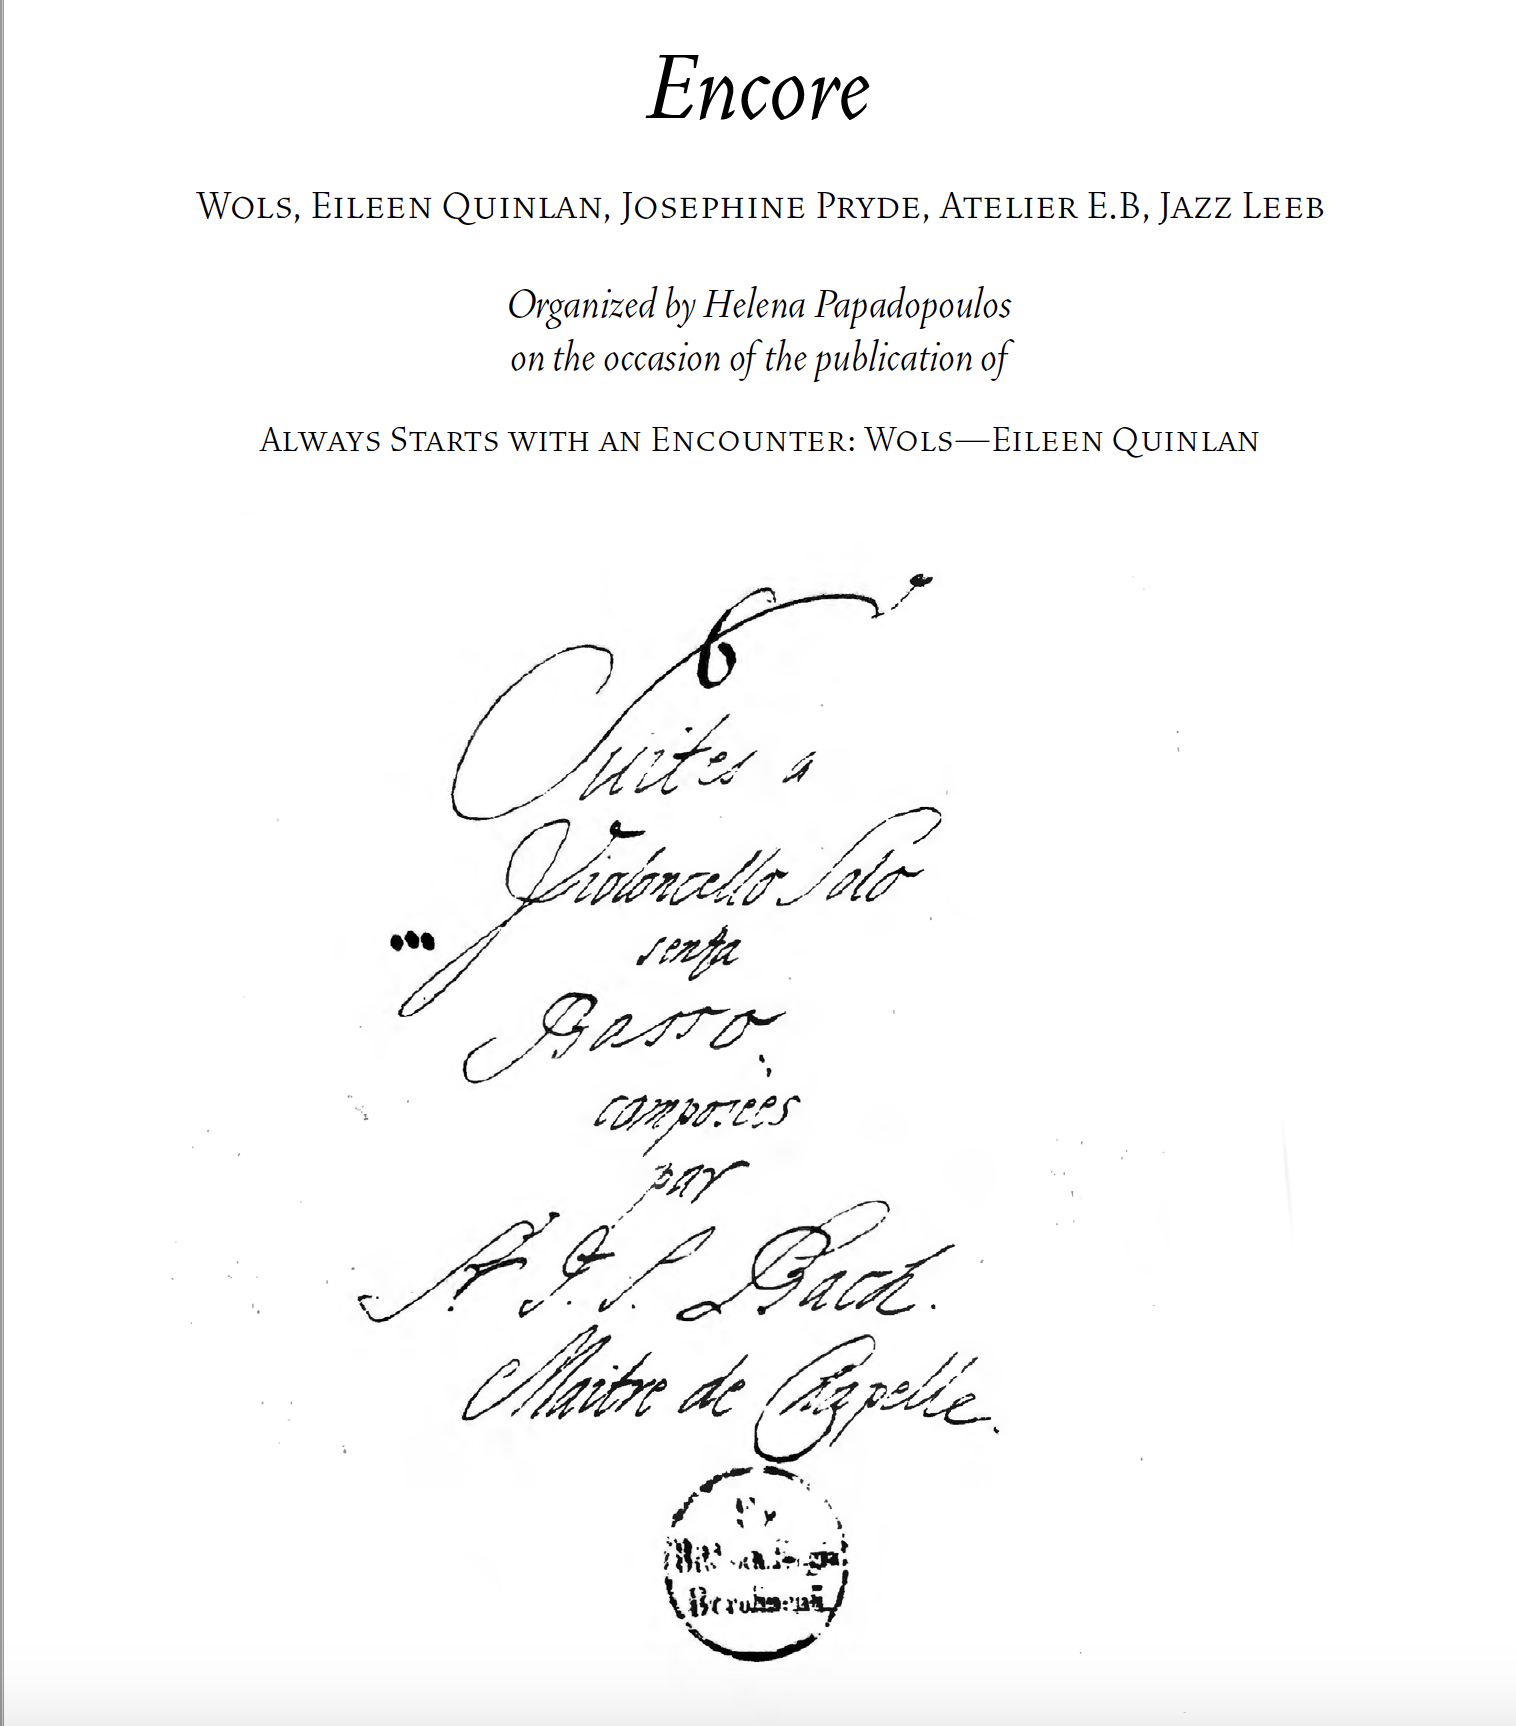 Encore
WOLS, EILEEN QUINLAN, JOSEPHINE PRYDE, ATELIER E.B, JAZZ LEEB
Organized by Helena Papadopoulos
on the occasion of the publication of
ALWAYS STARTS WITH AN ENCOUNTER: WOLS—EILEEN QUINLAN
6
Suites a
Violoncello Solo
senza
Basso
composées
par
Sr. J. S. Bach.
Maitre de Chapelle.
Ex